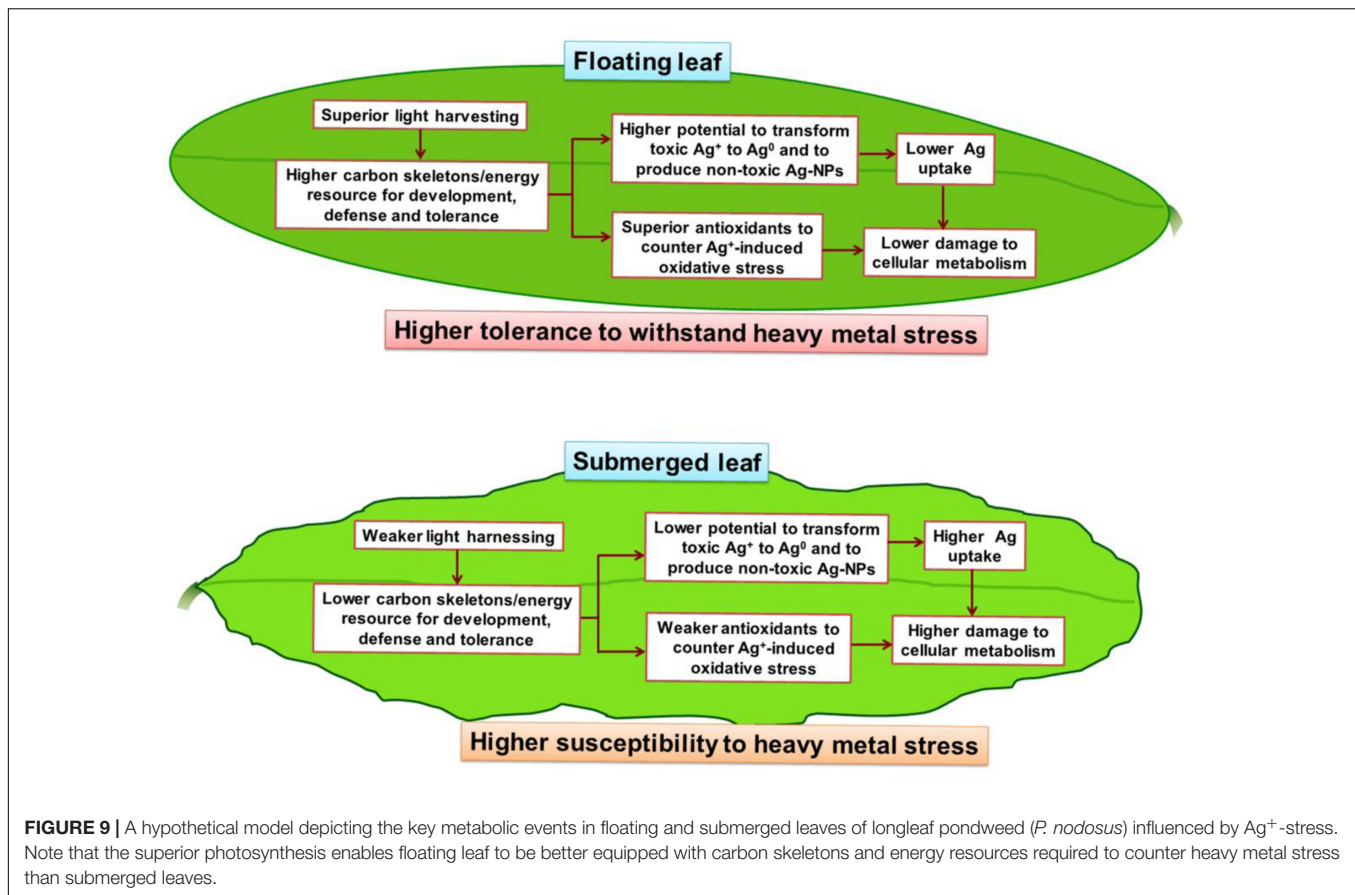 Floating leaf
Superior light harvesting
Higher carbon skeletons/energy
resource for development,
defense and tolerance
Higher potential to transform
toxic Ag⁺ to Ag⁰ and to
produce non-toxic Ag-NPs
Lower Ag
uptake
Superior antioxidants to
counter Ag⁺-induced
oxidative stress
Lower damage to
cellular metabolism
Higher tolerance to withstand heavy metal stress
Submerged leaf
Weaker light harnessing
Lower carbon skeletons/energy
resource for development,
defense and tolerance
Lower potential to transform
toxic Ag⁺ to Ag⁰ and to
produce non-toxic Ag-NPs
Higher Ag
uptake
Weaker antioxidants to
counter Ag⁺-induced
oxidative stress
Higher damage to
cellular metabolism
Higher susceptibility to heavy metal stress
FIGURE 9 | A hypothetical model depicting the key metabolic events in floating and submerged leaves of longleaf pondweed (P. nodosus) influenced by Ag⁺-stress.
Note that the superior photosynthesis enables floating leaf to be better equipped with carbon skeletons and energy resources required to counter heavy metal stress
than submerged leaves.